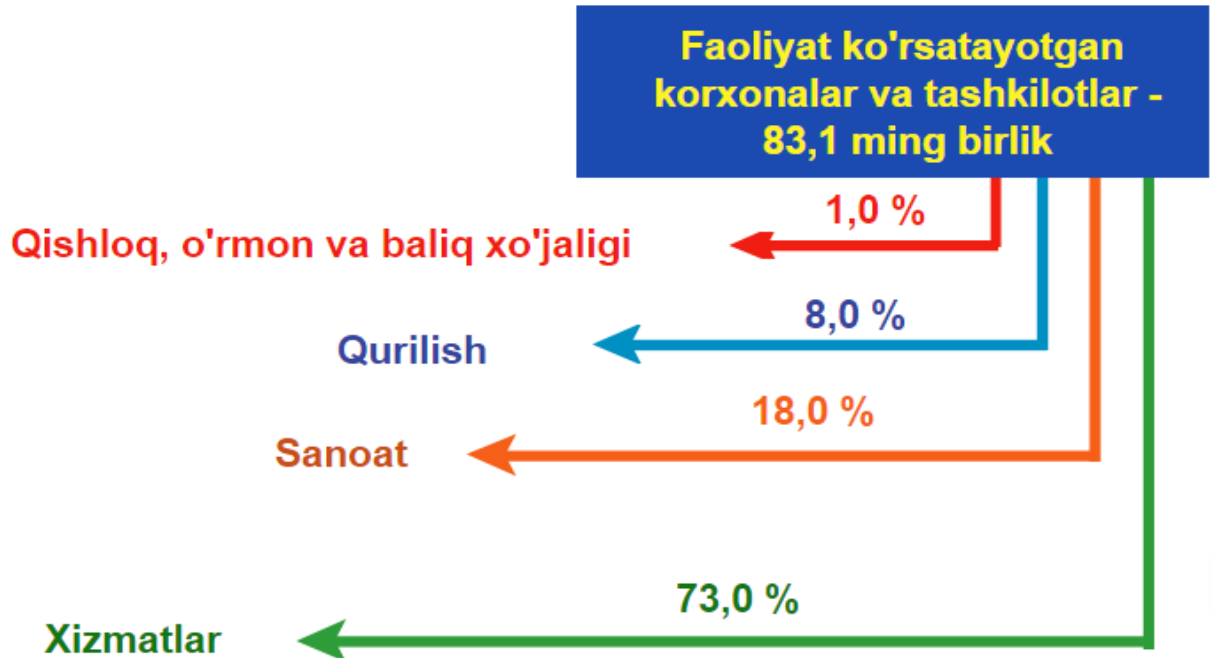 Faoliyat ko'rsatayotgan
korxonalar va tashkilotlar -
83,1 ming birlik
1,0 %
Qishloq, o'rmon va baliq xo'jaligi
8,0 %
Qurilish
18,0 %
Sanoat
73,0 %
Xizmatlar